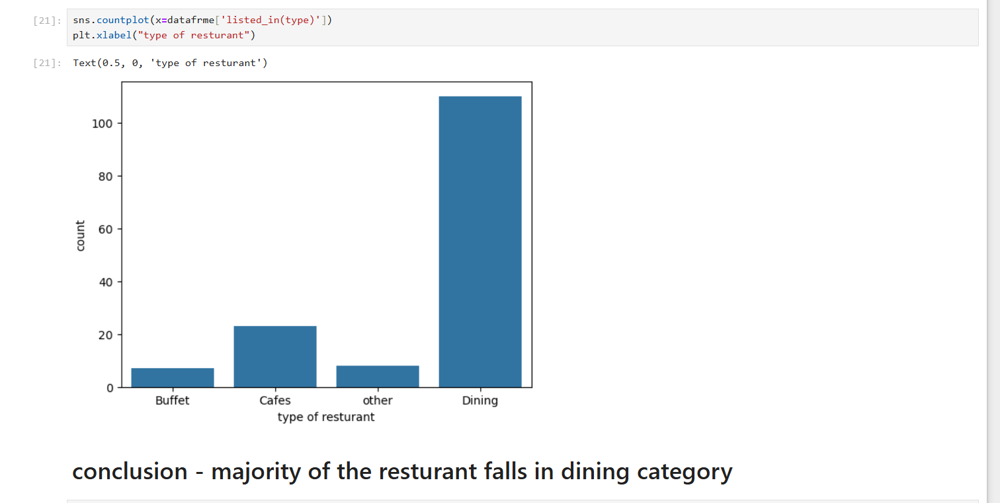 [21]: sns.countplot(x=datafrme['listed_in(type)'])
plt.xlabel("type of resturant")
[21]: Text(0.5, 0, 'type of resturant')
100
80
60
40
20
0
count
Buffet Cafes other Dining
type of resturant
conclusion - majority of the resturant falls in dining category